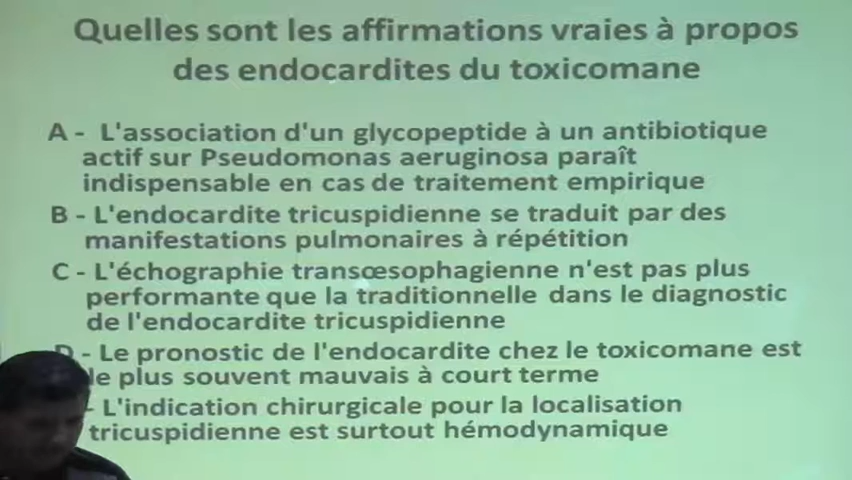 Quelles sont les affirmations vraies à propos
des endocardites du toxicomane
A - L'association d'un glycopeptide à un antibiotique
actif sur Pseudomonas aeruginosa paraît
indispensable en cas de traitement empirique
B - L'endocardite tricuspidienne se traduit par des
manifestations pulmonaires à répétition
C - L'échographie transœsophagienne n'est pas plus
performante que la traditionnelle dans le diagnostic
de l'endocardite tricuspidienne
D - Le pronostic de l'endocardite chez le toxicomane est
le plus souvent mauvais à court terme
- L'indication chirurgicale pour la localisation
tricuspidienne est surtout hémodynamique